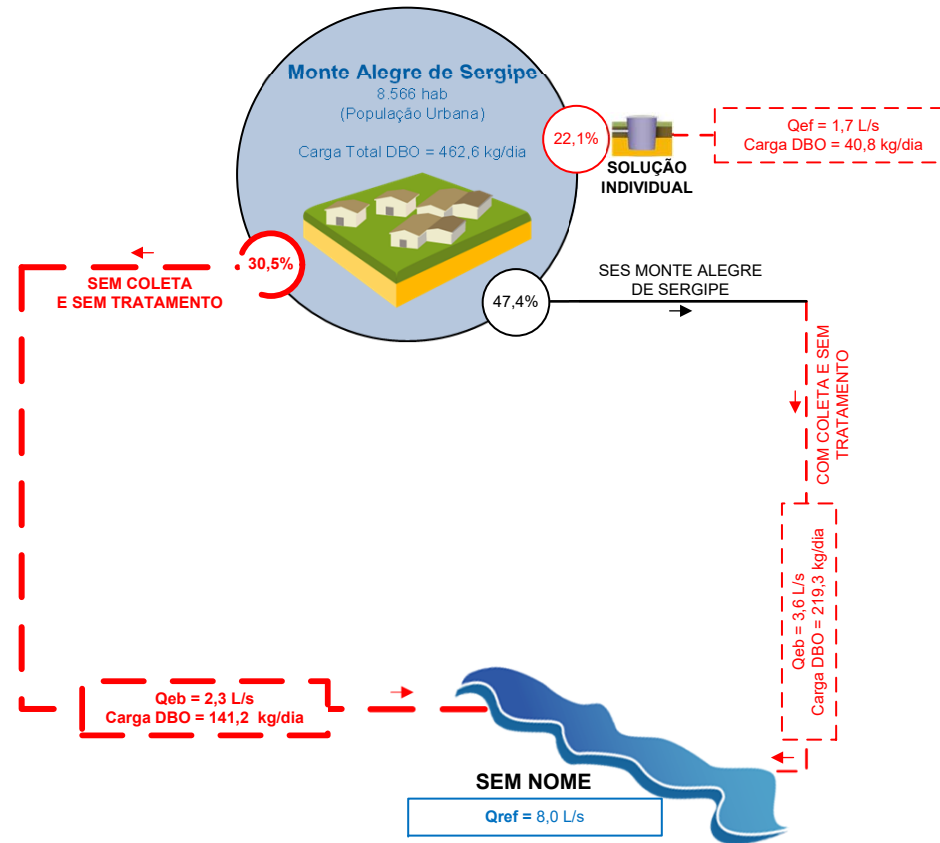 Monte Alegre de Sergipe
8.566 hab
(População Urbana)
Carga Total DBO = 462,6 kg/dia
22,1%
SOLUÇÃO
INDIVIDUAL
Qef = 1,7 L/s
Carga DBO = 40,8 kg/dia
30,5%
SEM COLETA
E SEM TRATAMENTO
47,4%
SES MONTE ALEGRE
DE SERGIPE
COM COLETA E SEM
TRATAMENTO
Qeb = 3,6 L/s
Carga DBO = 219,3 kg/dia
Qeb = 2,3 L/s
Carga DBO = 141,2 kg/dia
SEM NOME
Qref = 8,0 L/s